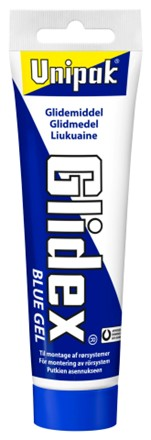 Unipak®
Glidemiddel
Glidmedel
Liukuaine
Glidex®
BLUE GEL
Til montage af rørsystemer
För montering av rörsystem
Putkien asennukseen